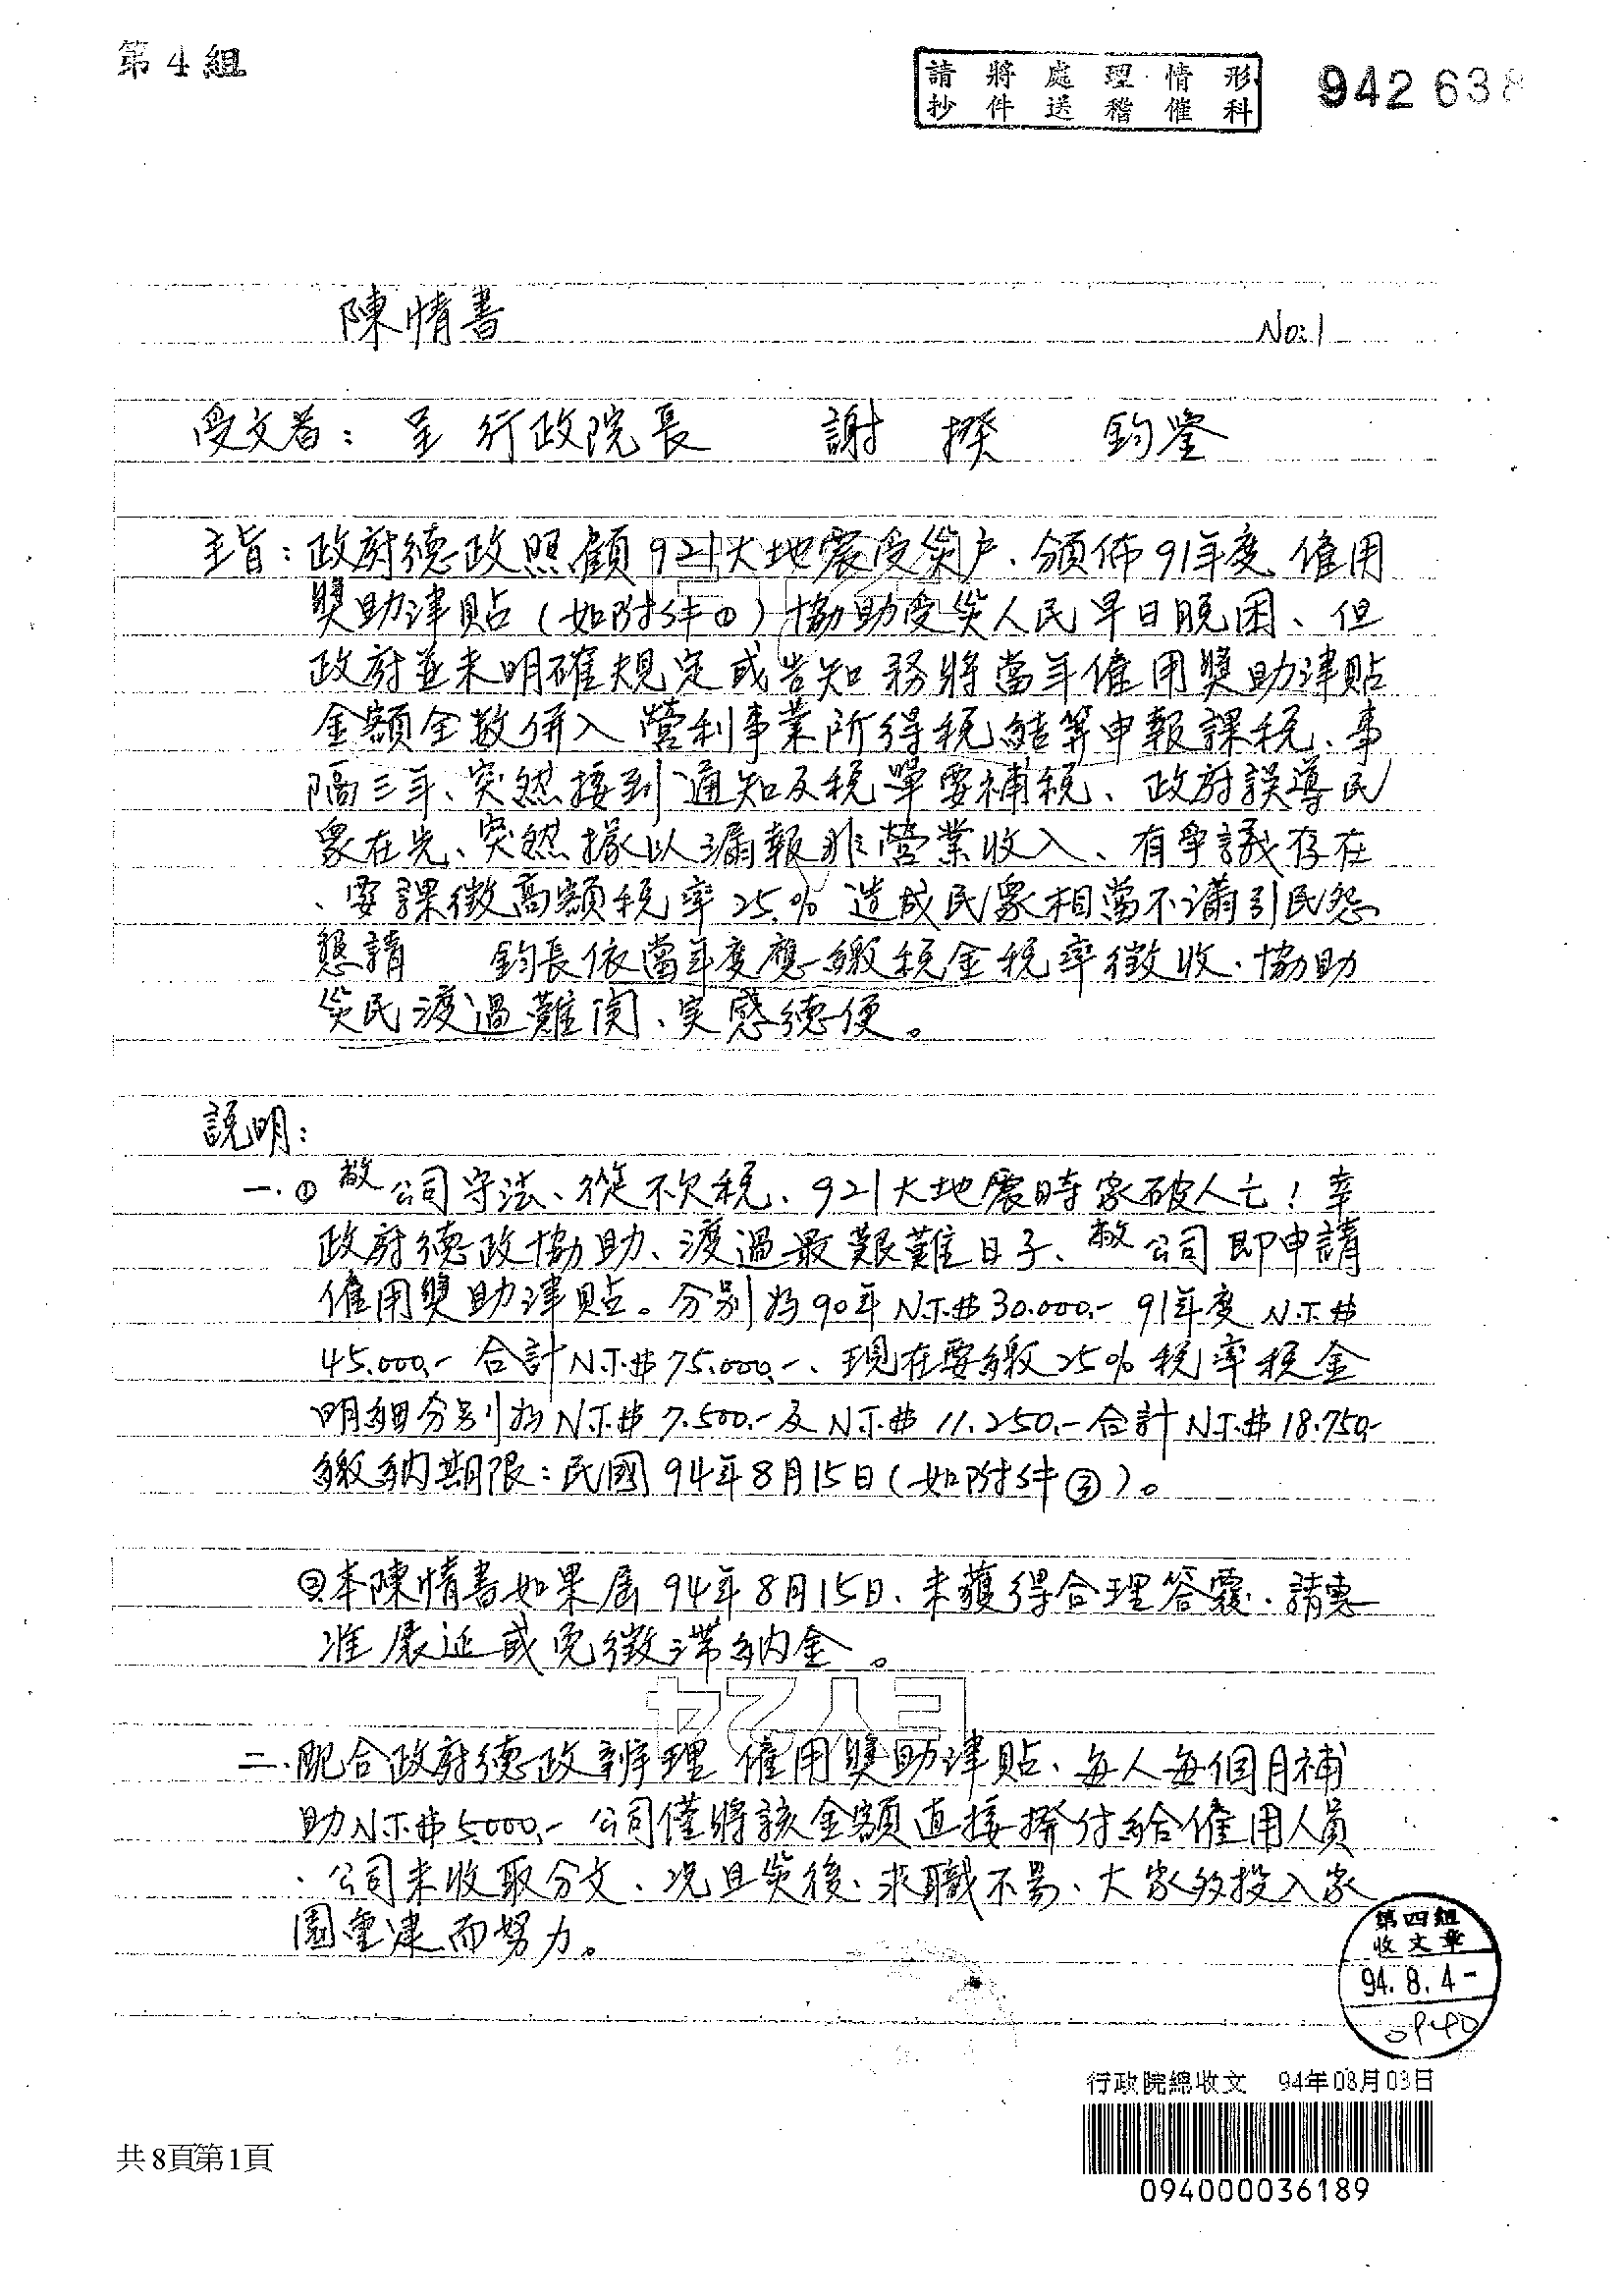 第4組
請將處理情形
抄件送稽催科
942638
陳情書
No:1
受文者：呈 行政院長 謝 揆 鈞鑒
主旨：政府德政照顧921大地震受災户、頒佈91年度僱用
獎助津貼（如附件①）協助受災人民早日脫困、但
政府並未明確規定或告知務將當年僱用獎助津貼
金額全数併入營利事業所得稅結算申報課稅、事
隔三年、突然接到通知及稅單要補稅、政府誤導民
眾在先、突然據以漏報非營業收入、有爭議存在
、要課徵高額稅率25%造成民眾相當不滿引民怨
懇請 鈞長依當年度應繳稅金稅率徵收、協助
災民渡過難関、实感德便。
說明：
一.①敝公司守法、從不欠稅、921大地震時家破人亡！幸
政府德政協助、渡過最艱難日子、敝公司即申請
僱用獎助津貼。分別為90年N.T.$30.000.- 91年度N.T.$
45.000.- 合計N.T.$75.000.-、現在要繳25%稅率稅金
明細分别為N.T.$7.500.-及N.T.$11.250.-合計N.T.$18.750.-
繳納期限：民國94年8月15日（如附件②）。
②本陳情書如果屆94年8月15日、未獲得合理答覆、請惠
准展延或免徵滞納金。
二.配合政府德政辦理僱用獎助津貼、每人每個月補
助N.T.$5.000.-公司僅將該金額直接撥付給僱用人員
、公司未收取分文、况且災後、求職不易、大家多投入家
園重建而努力。
第四組
收文章
94.8.4-
0940
行政院總收文 94年08月03日
094000036189
共8頁第1頁